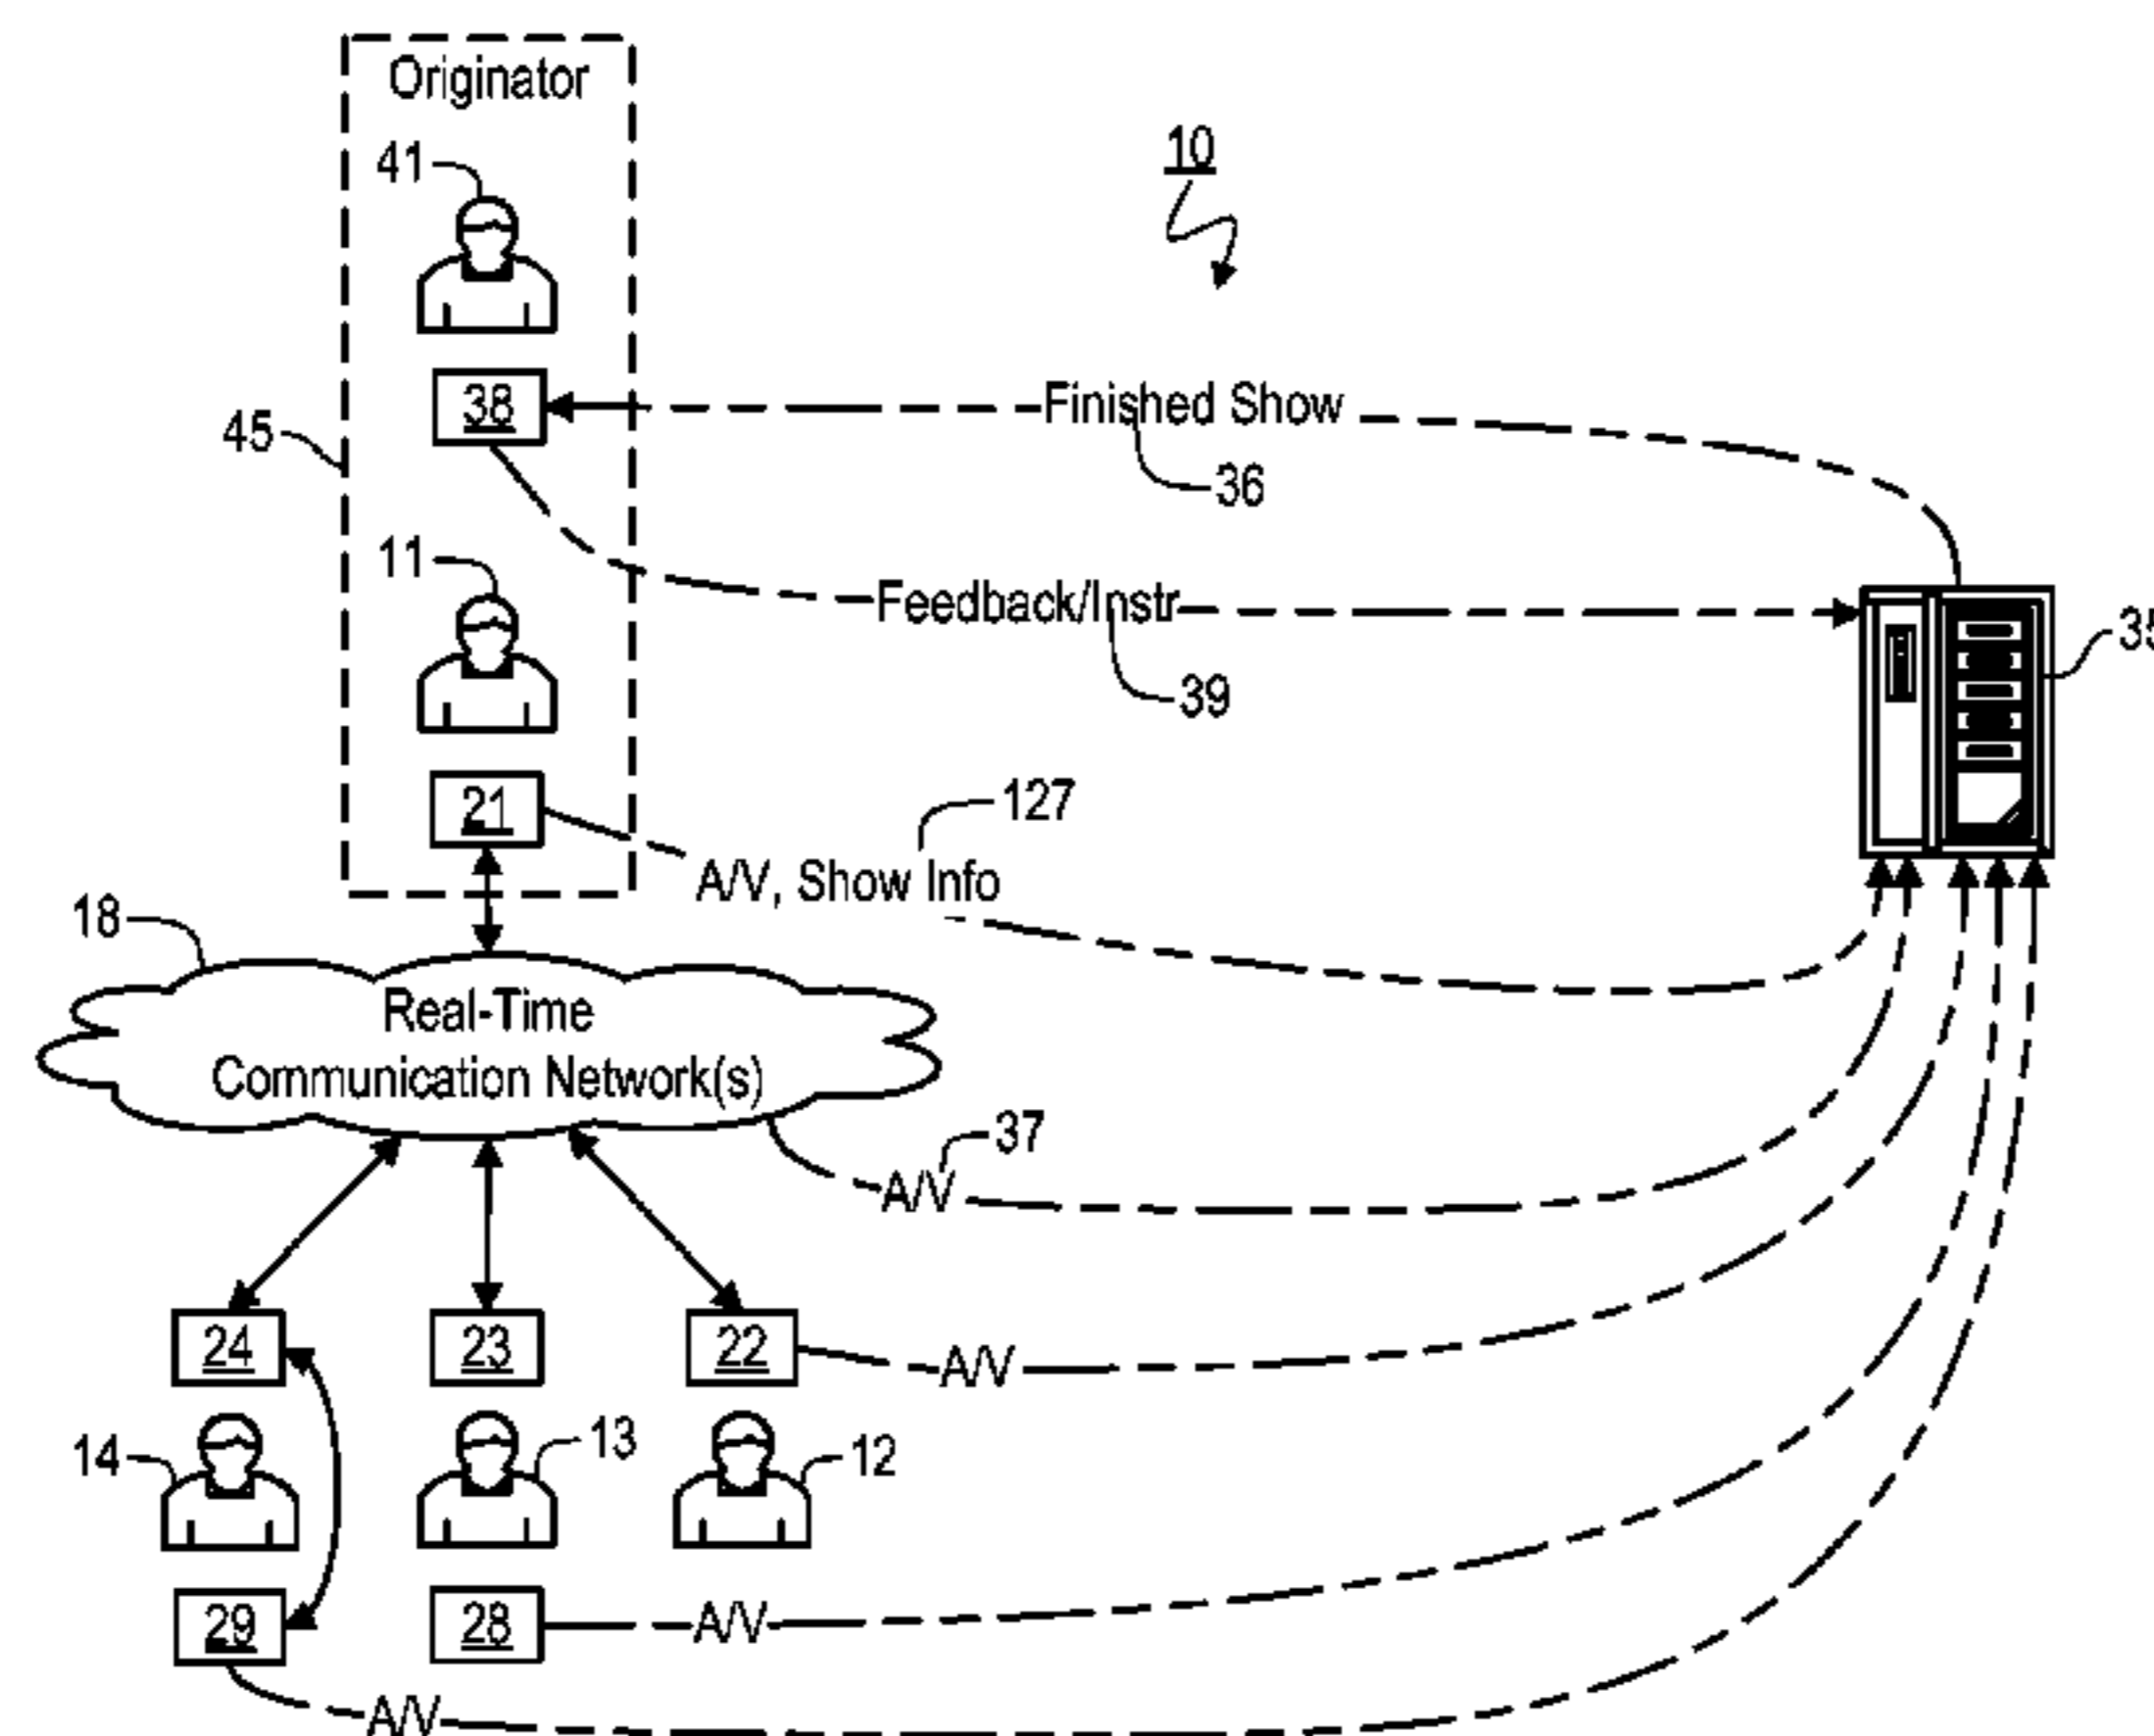 Originator
41
10
38
Finished Show
45
36
11
Feedback/Instr
35
39
21
127
A/V, Show Info
18
Real-Time
Communication Network(s)
37
A/V
24
23
22
A/V
14
13
12
29
28
A/V
A/V